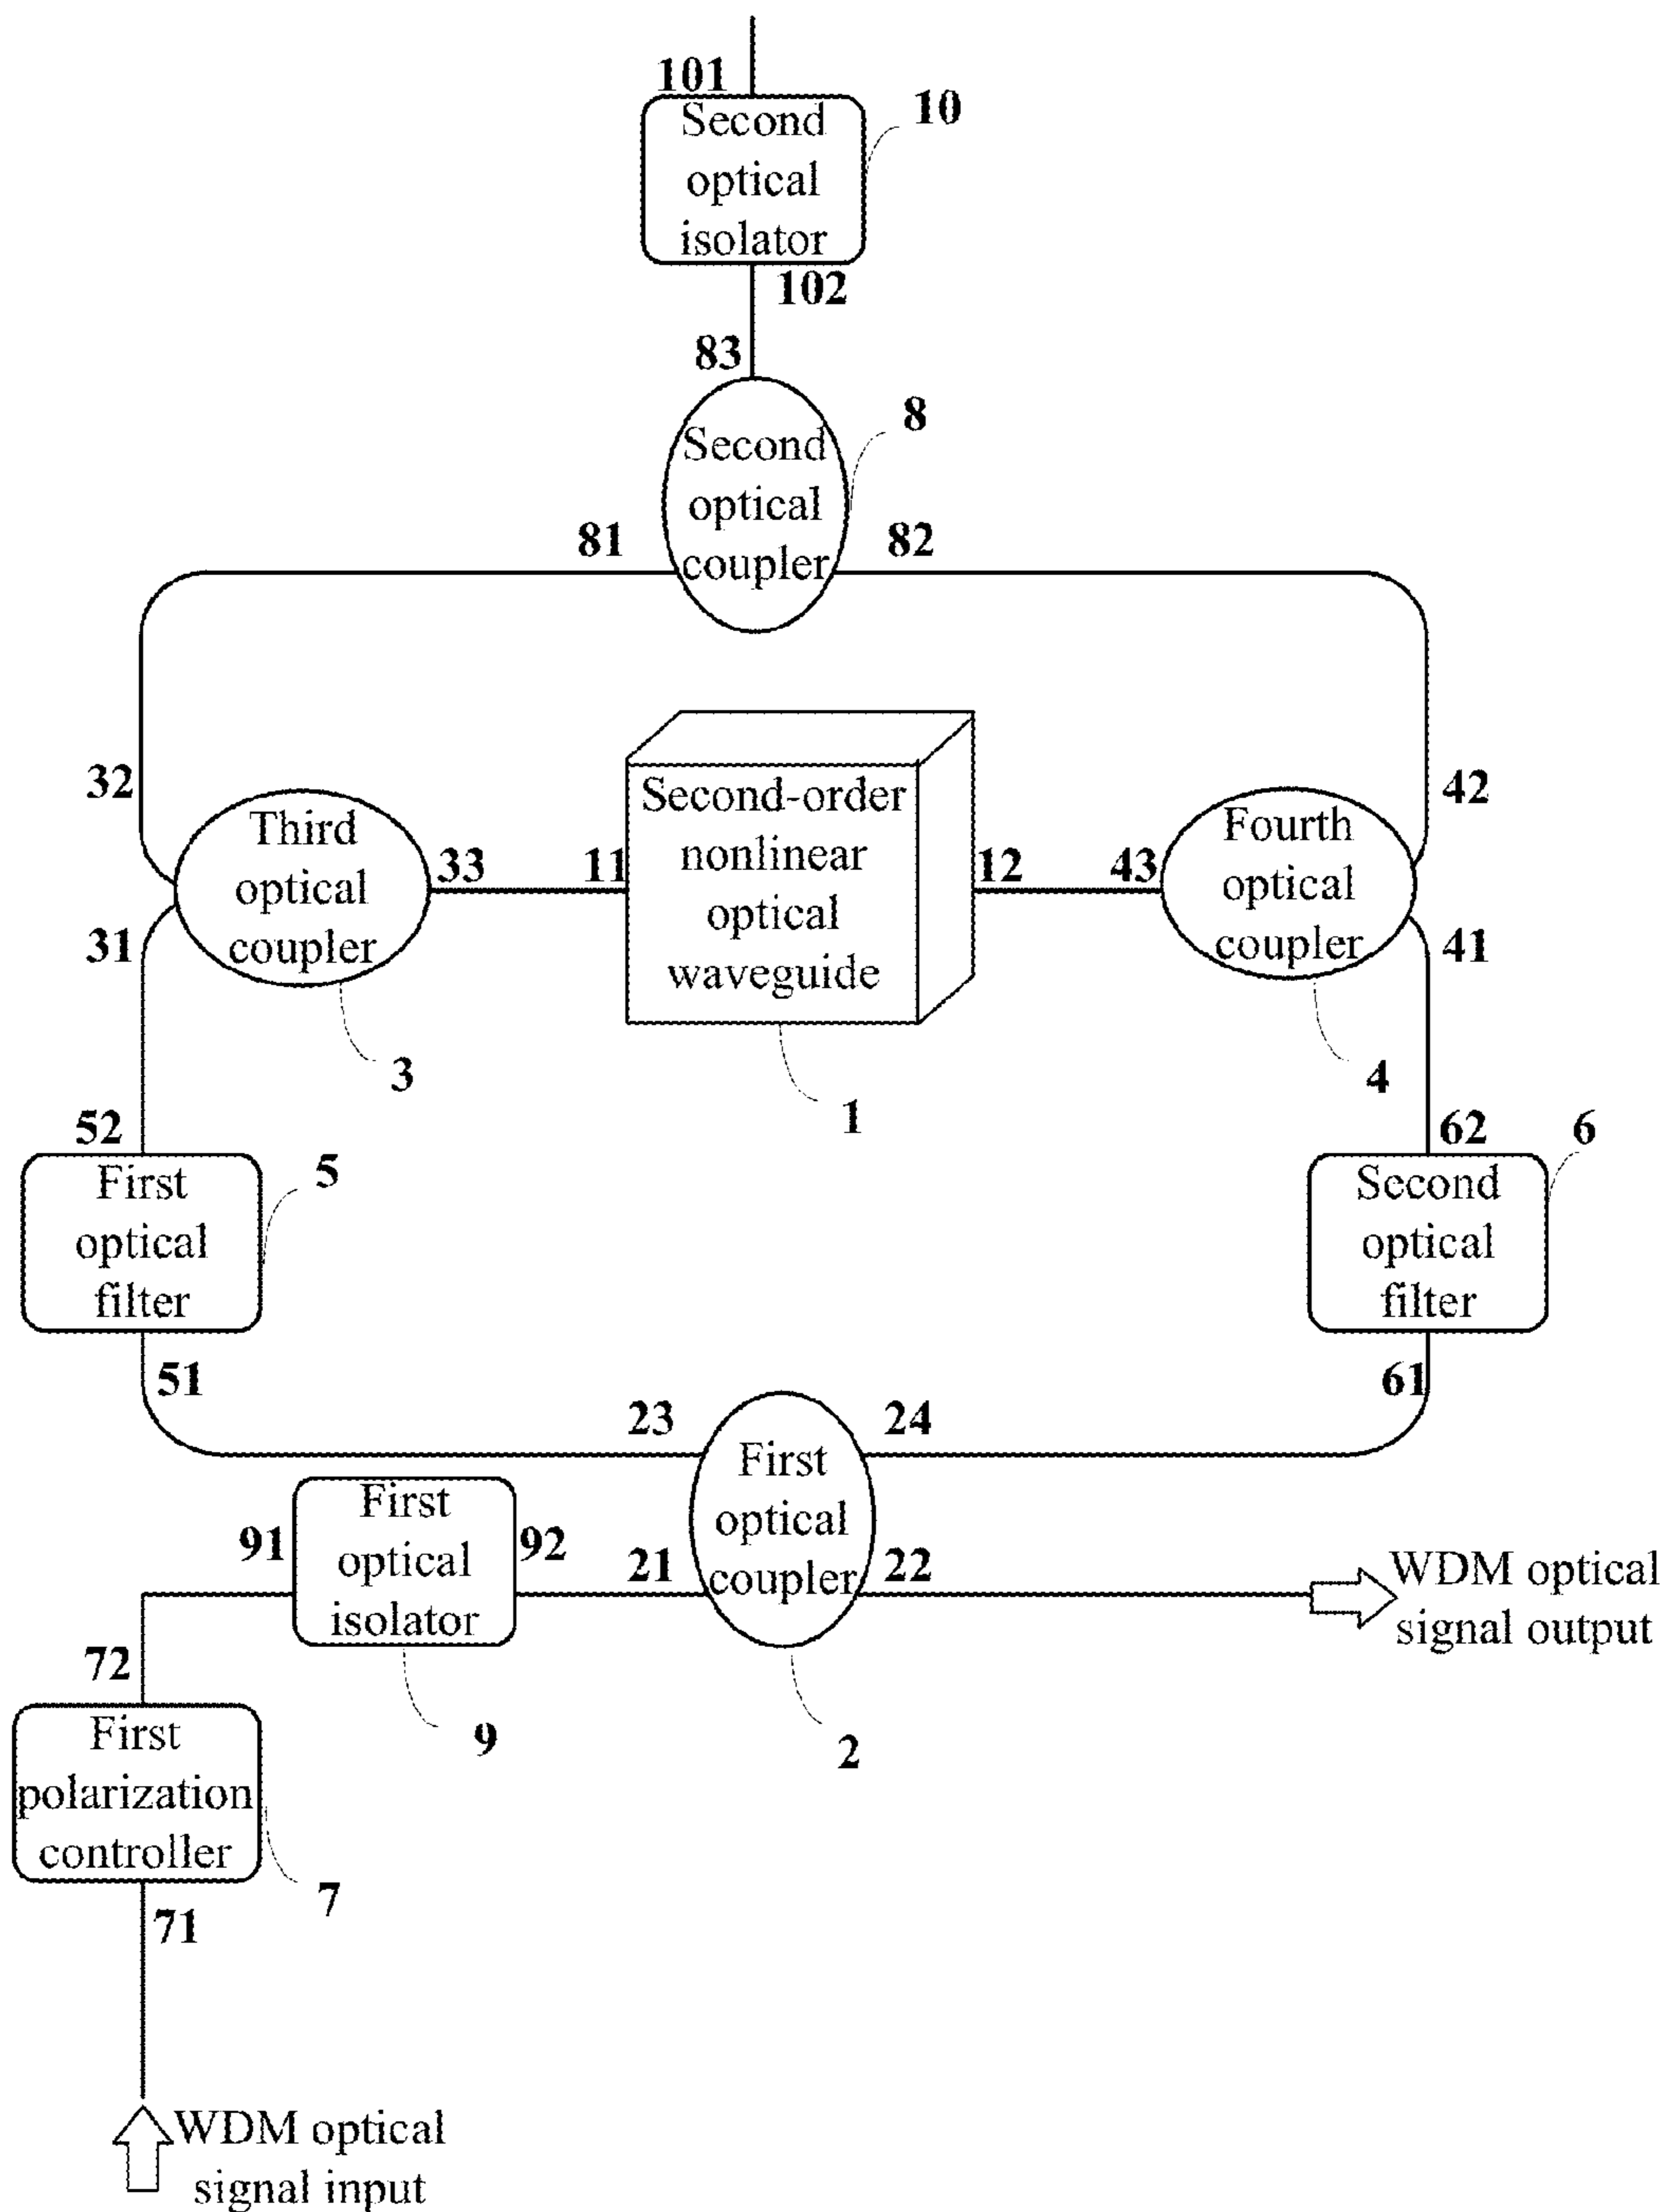 101
Second
optical
isolator
10
102
83
Second
optical
coupler
8
81
82
32
42
Third
optical
coupler
33
11
Second-order
nonlinear
optical
waveguide
12
43
Fourth
optical
coupler
31
41
3
1
4
52
62
First
optical
filter
5
Second
optical
filter
6
51
61
23
24
First
optical
coupler
91
First
optical
isolator
92
21
22
WDM optical
signal output
72
9
2
First
polarization
controller
7
71
WDM optical
signal input